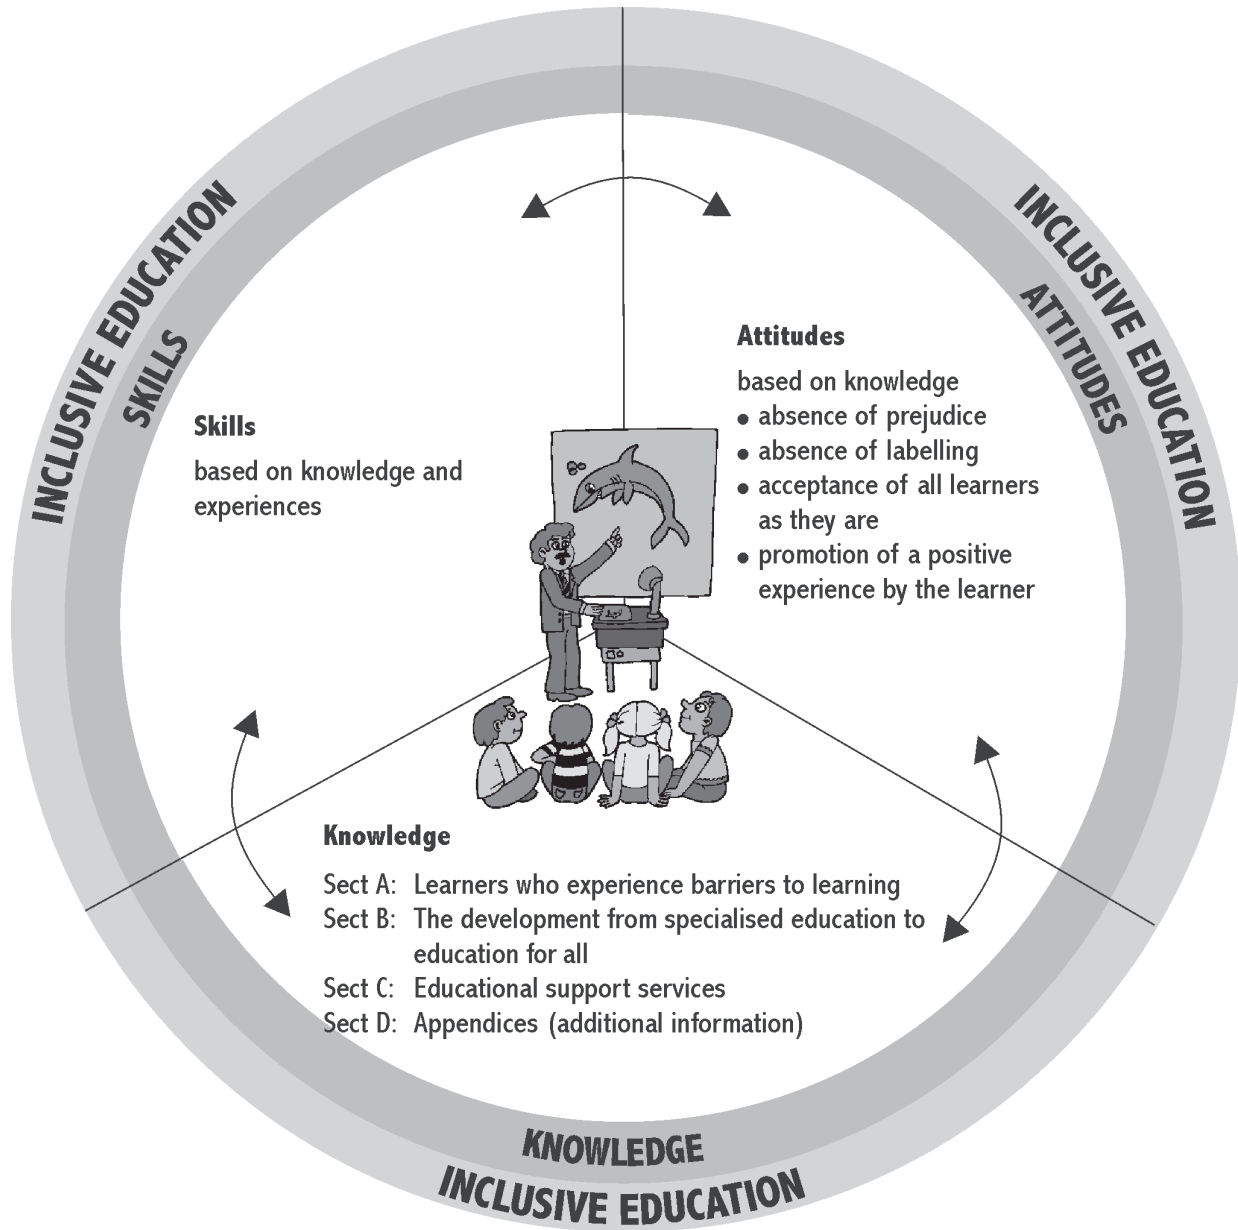 INCLUSIVE EDUCATION
SKILLS
INCLUSIVE EDUCATION
ATTITUDES
Skills
based on knowledge and
experiences
Attitudes
based on knowledge
• absence of prejudice
• absence of labelling
• acceptance of all learners
as they are
• promotion of a positive
experience by the learner
Knowledge
Sect A: Learners who experience barriers to learning
Sect B: The development from specialised education to
education for all
Sect C: Educational support services
Sect D: Appendices (additional information)
KNOWLEDGE
INCLUSIVE EDUCATION